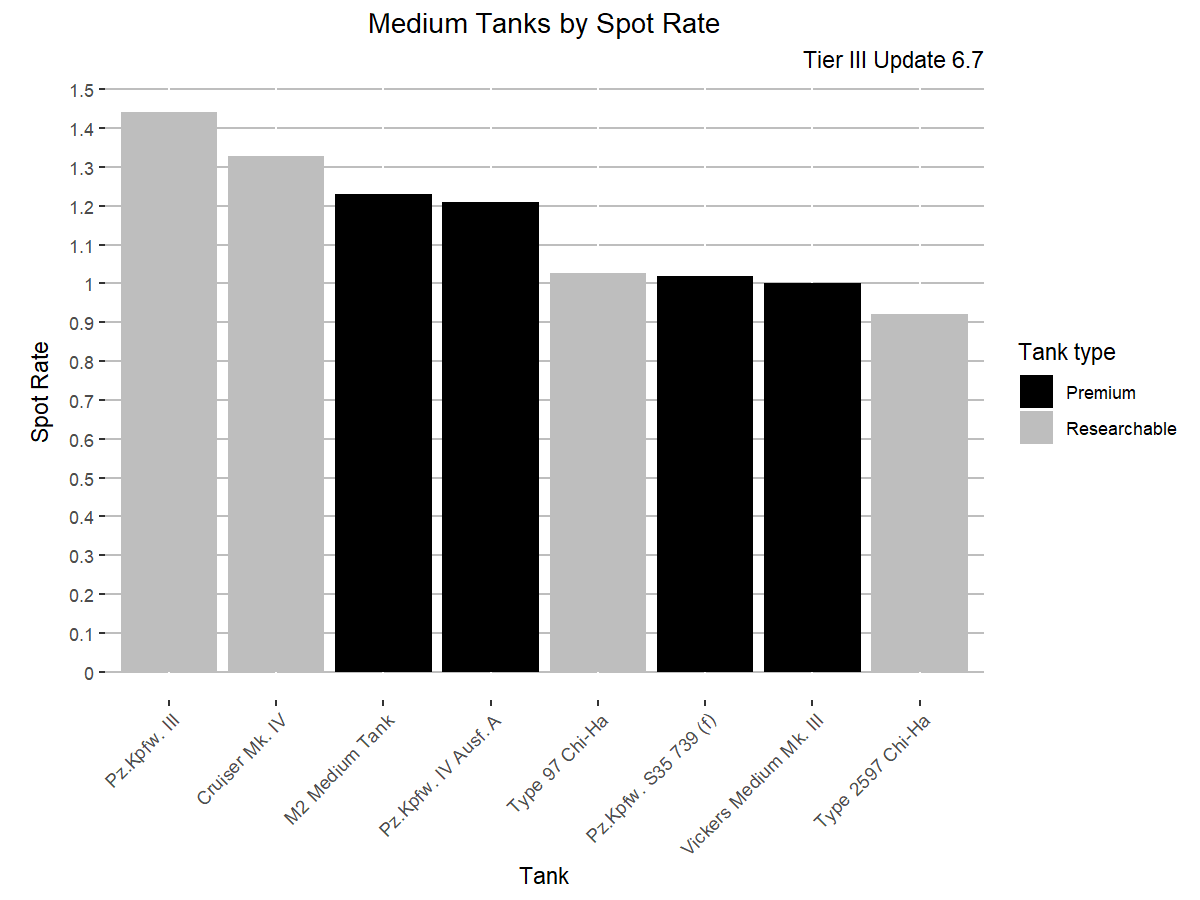 Medium Tanks by Spot Rate
Tier III Update 6.7
1.5
1.4
1.3
1.2
1.1
1
0.9
0.8
0.7
0.6
0.5
0.4
0.3
0.2
0.1
0
Spot Rate
Pz.Kpfw. III
Cruiser Mk. IV
M2 Medium Tank
Pz.Kpfw. IV Ausf. A
Type 97 Chi-Ha
Pz.Kpfw. S35 739 (f)
Vickers Medium Mk. III
Type 2597 Chi-Ha
Tank
Tank type
Premium
Researchable